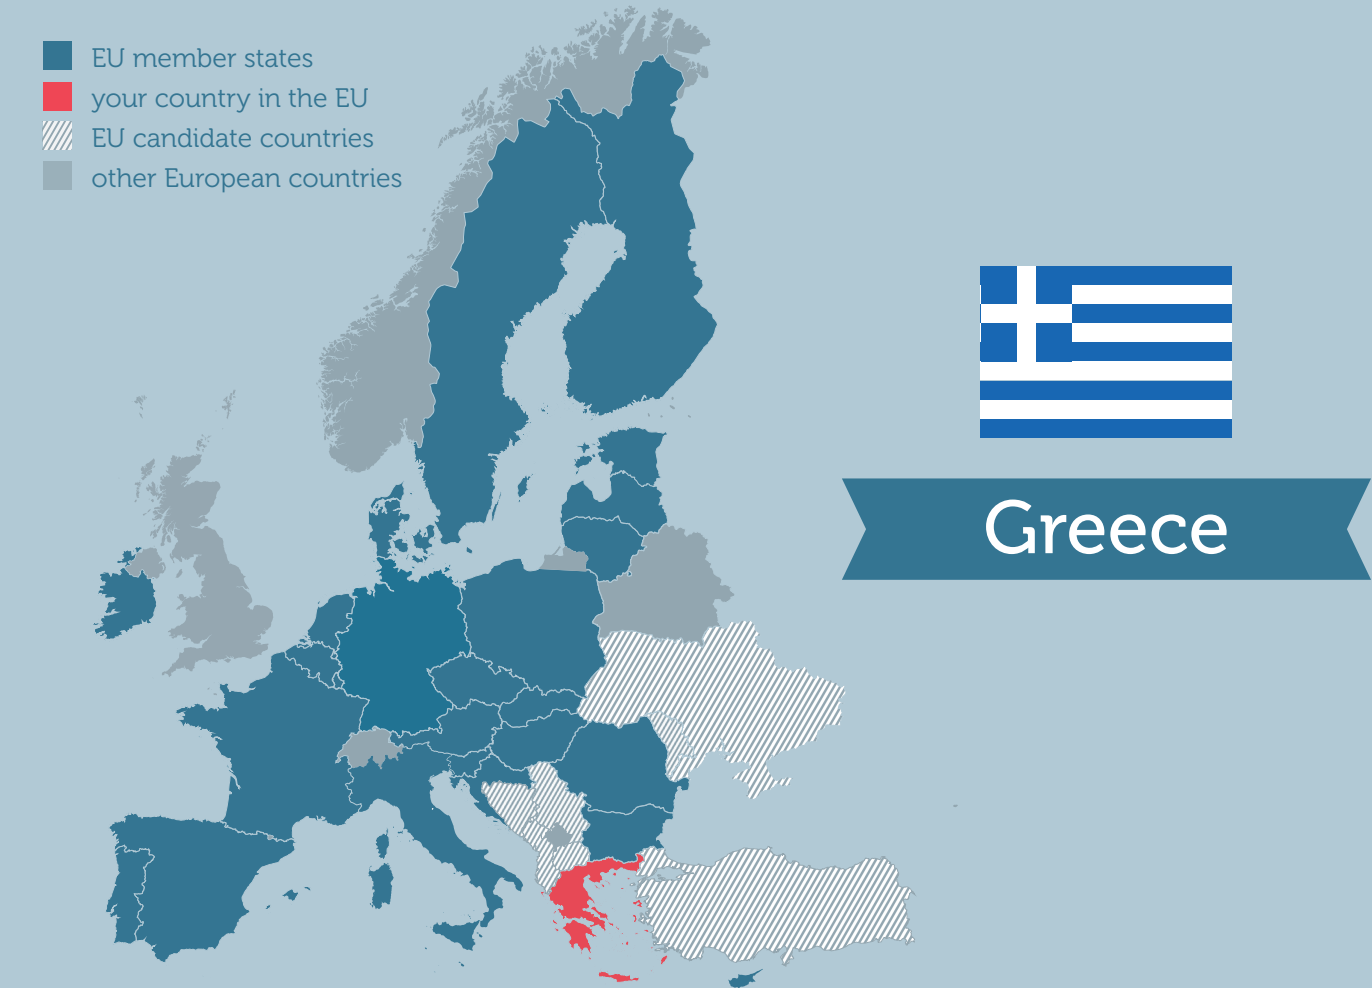 EU member states
your country in the EU
EU candidate countries
other European countries
Greece